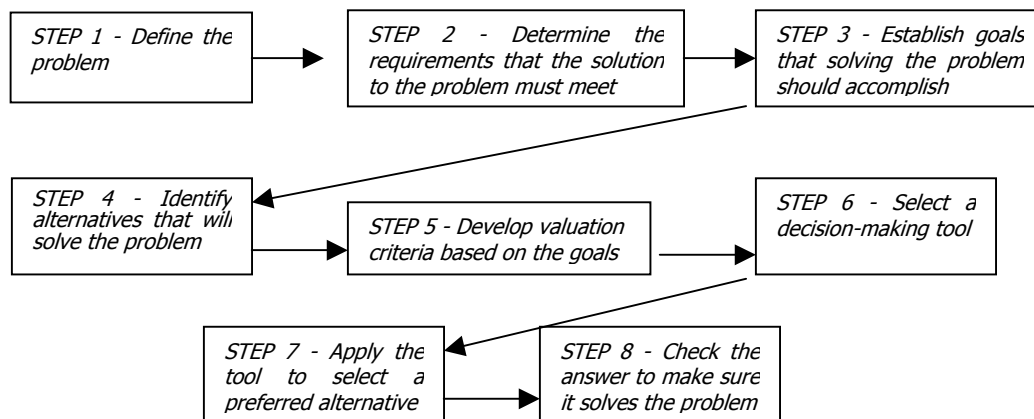 STEP 1 - Define the
problem
STEP 2 - Determine the
requirements that the solution
to the problem must meet
STEP 3 - Establish goals
that solving the problem
should accomplish
STEP 4 - Identify
alternatives that will
solve the problem
STEP 5 - Develop valuation
criteria based on the goals
STEP 6 - Select a
decision-making tool
STEP 7 - Apply the
tool to select a
preferred alternative
STEP 8 - Check the
answer to make sure
it solves the problem